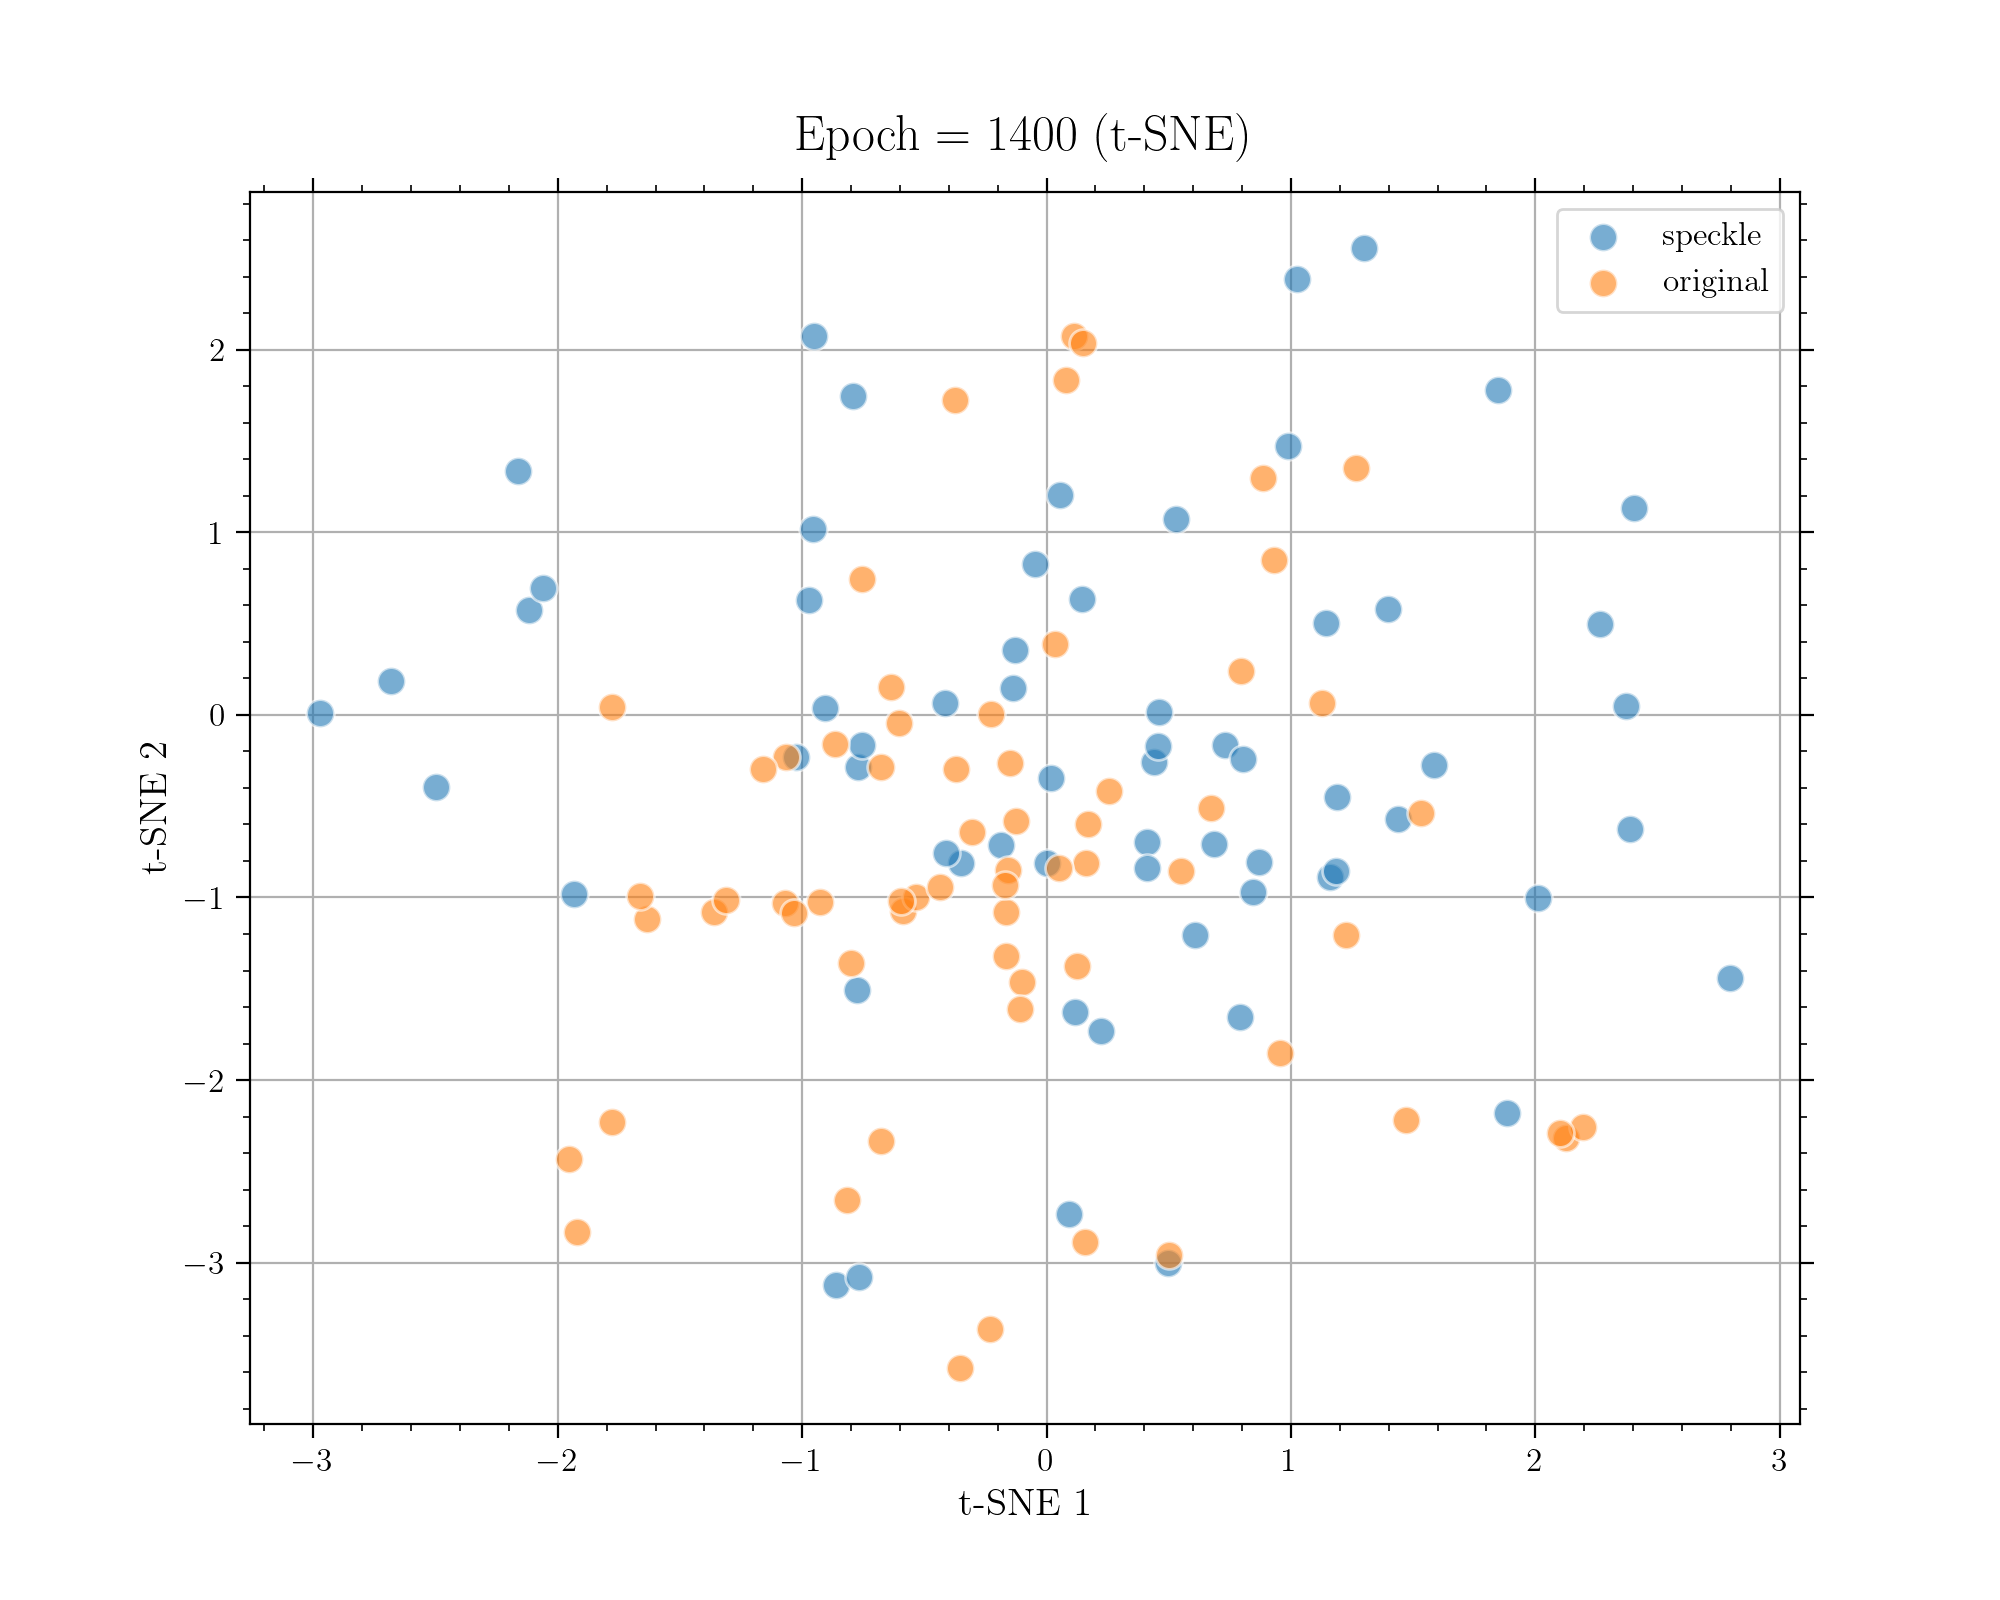 Epoch = 1400 (t-SNE)
speckle
original
2
1
0
−1
−2
−3
t-SNE 2
−3
−2
−1
0
1
2
3
t-SNE 1